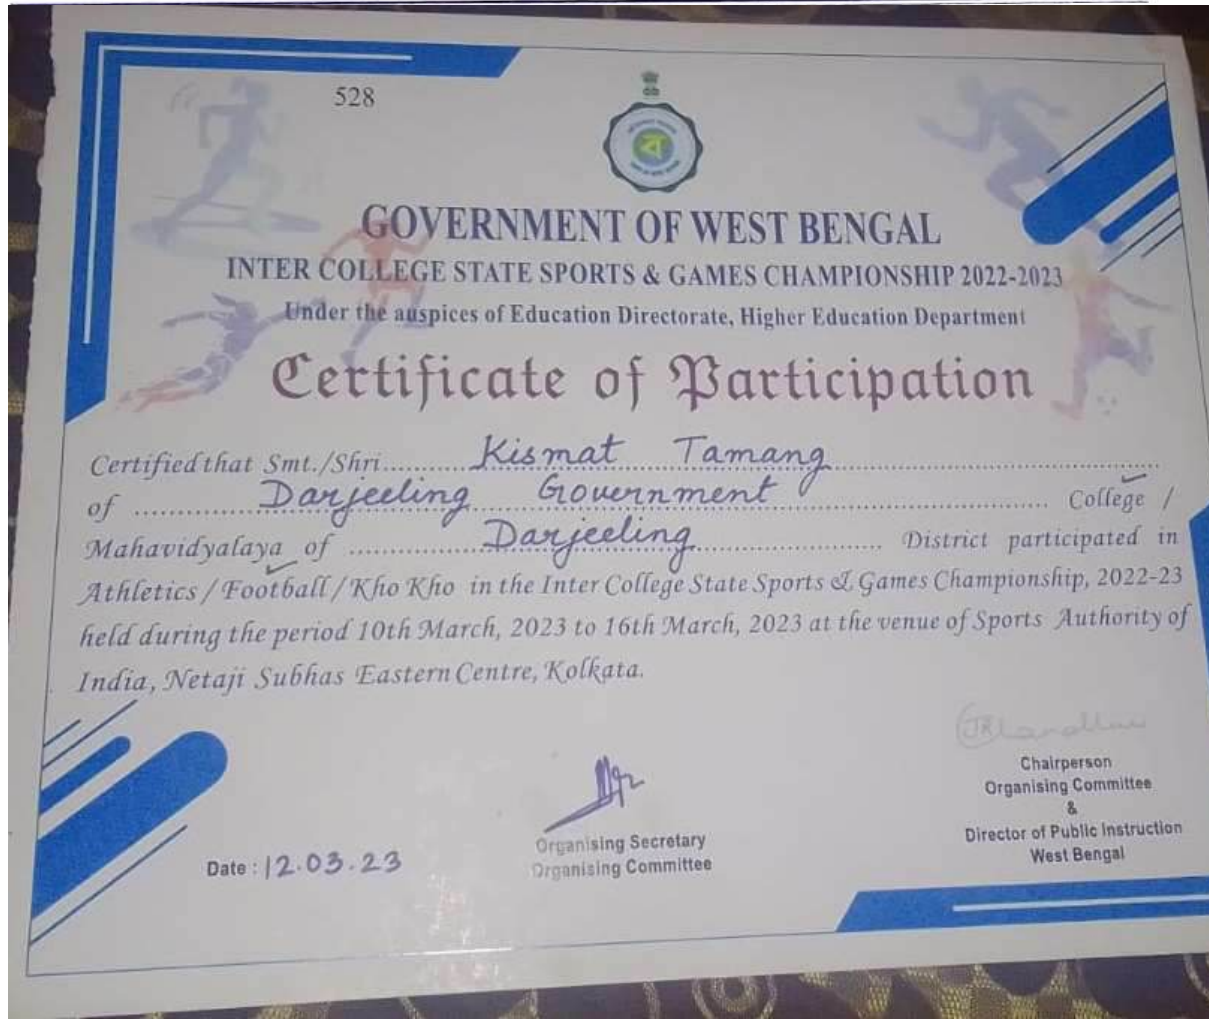 528
ব
GOVERNMENT OF WEST BENGAL
INTER COLLEGE STATE SPORTS & GAMES CHAMPIONSHIP 2022-2023
Under the auspices of Education Directorate, Higher Education Department
Certificate of Participation
Certified that Smt./Shri.......... Kismat Tamang ..........
of .......... Darjeeling Government .......... College /
Mahavidyalaya of .......... Darjeeling .......... District participated in
Athletics / Football / Kho Kho in the Inter College State Sports & Games Championship, 2022-23
held during the period 10th March, 2023 to 16th March, 2023 at the venue of Sports Authority of
India, Netaji Subhas Eastern Centre, Kolkata.
Chairperson
Organising Committee
&
Director of Public Instruction
West Bengal
Organising Secretary
Organising Committee
Date : 12.03.23